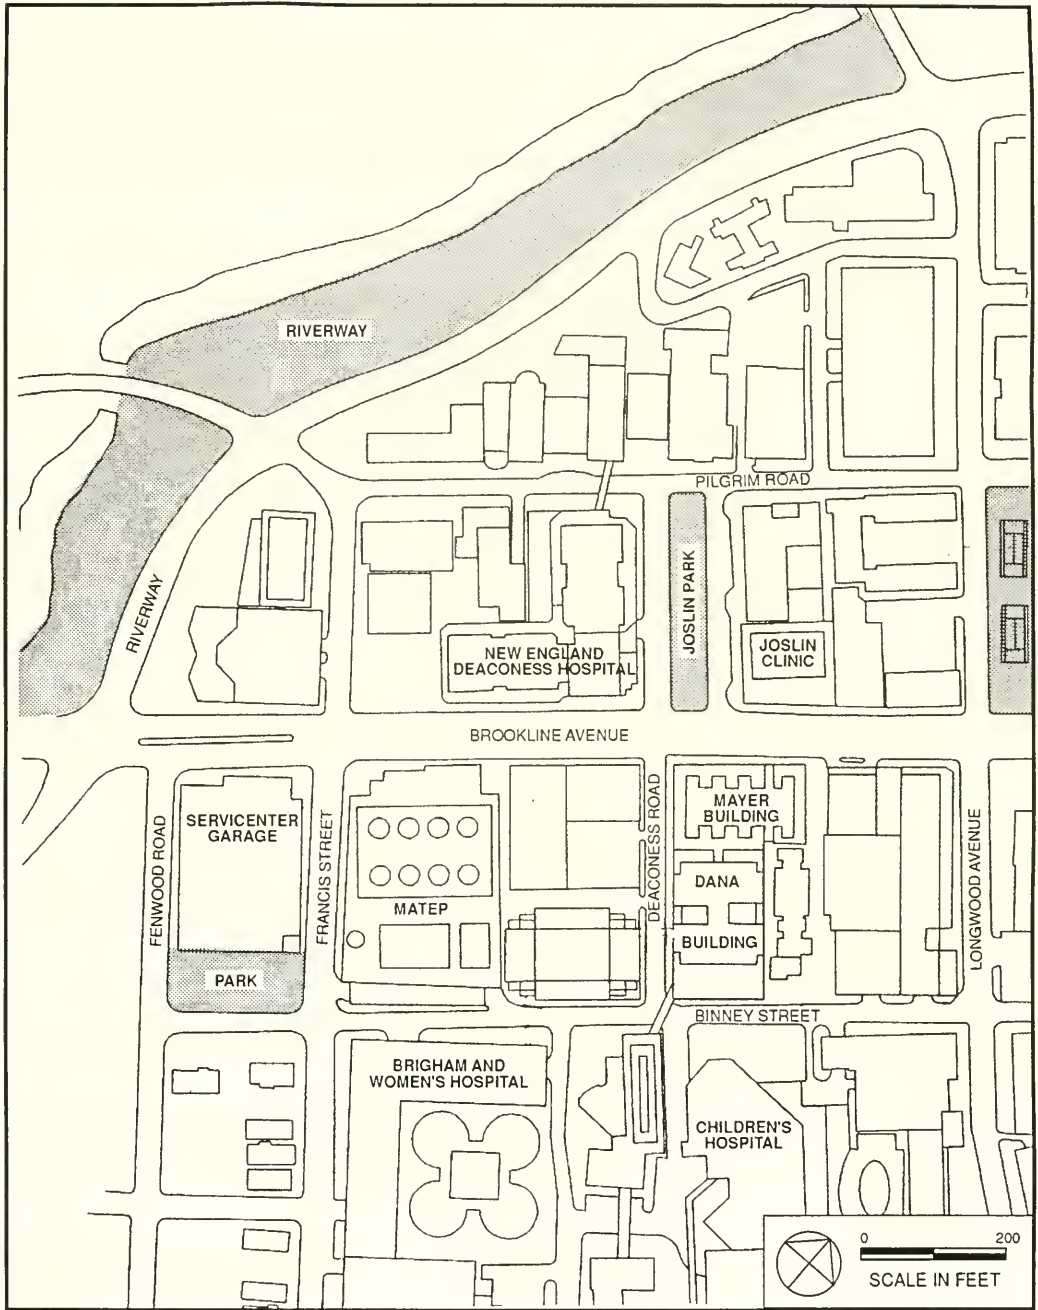 RIVERWAY
PILGRIM ROAD
RIVERWAY
JOSLIN PARK
NEW ENGLAND
DEACONESS HOSPITAL
JOSLIN
CLINIC
BROOKLINE AVENUE
FENWOOD ROAD
SERVICENTER
GARAGE
FRANCIS STREET
MATEP
DEACONESS ROAD
MAYER
BUILDING
DANA
BUILDING
LONGWOOD AVENUE
PARK
BINNEY STREET
BRIGHAM AND
WOMEN'S HOSPITAL
CHILDREN'S
HOSPITAL
0 200
SCALE IN FEET